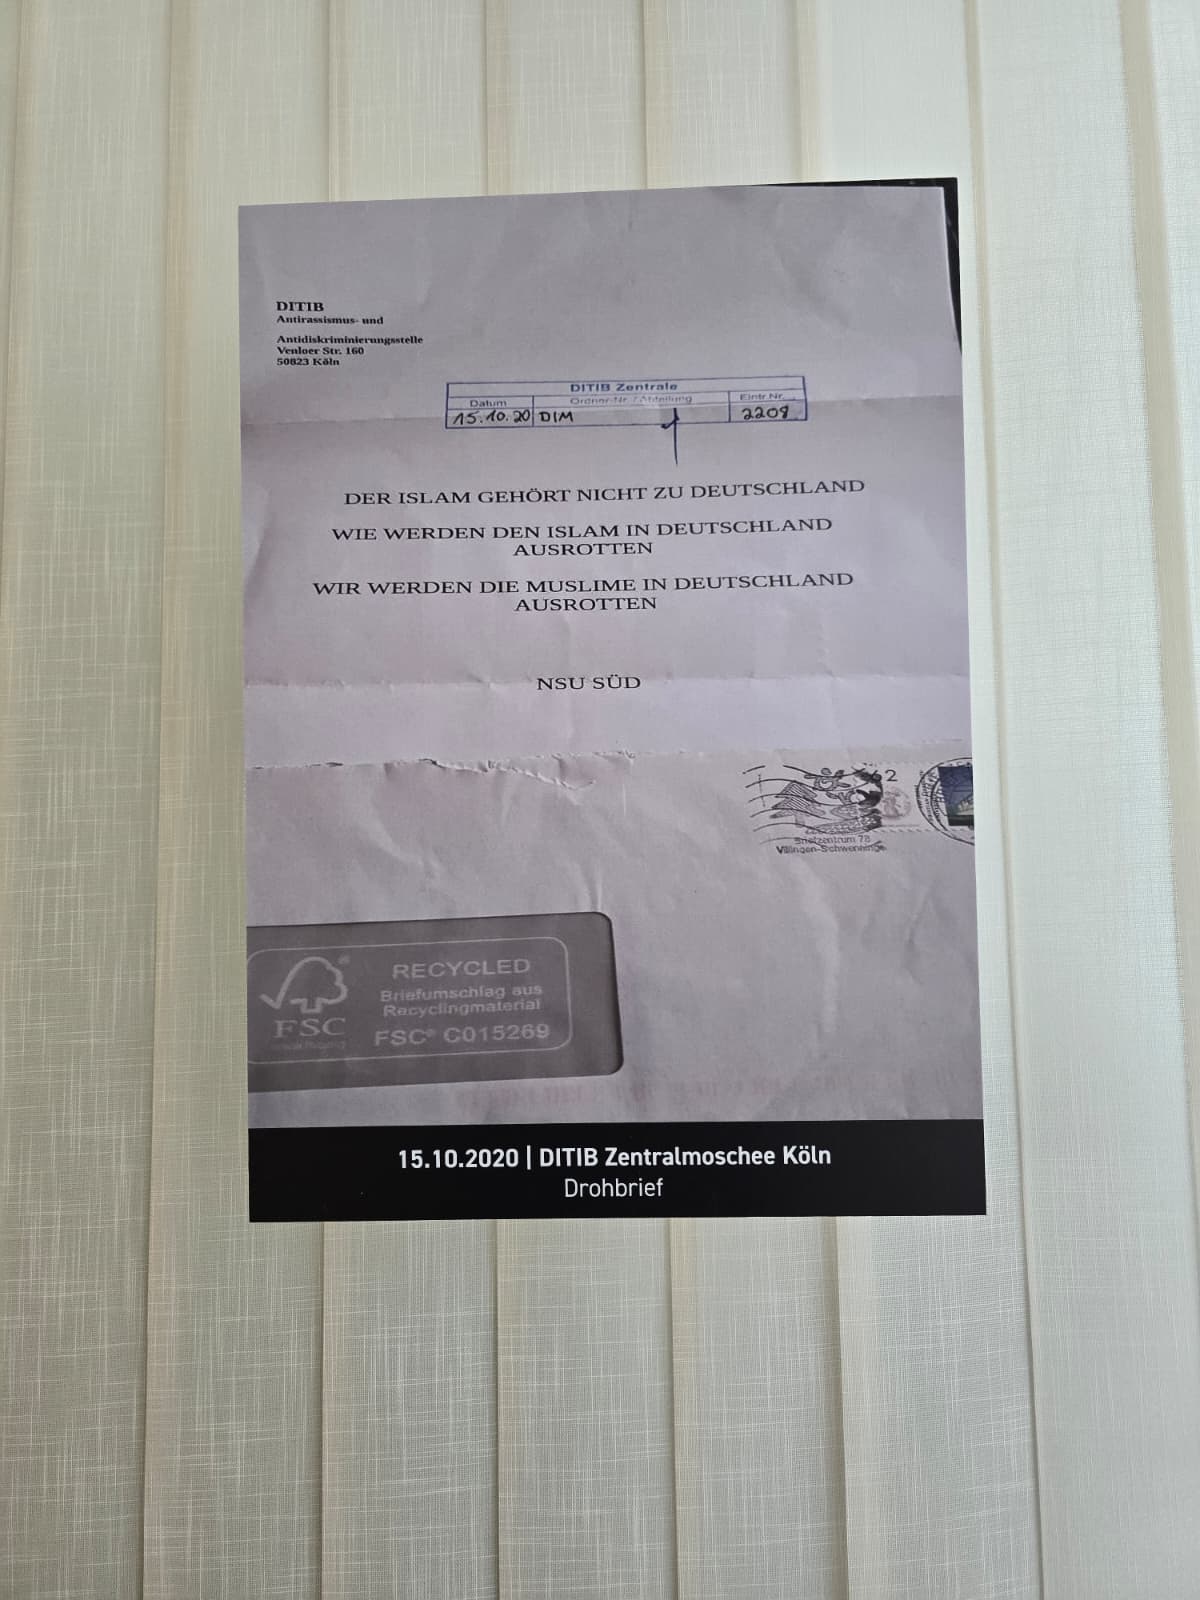 DITIB
Antirassismus- und
Antidiskriminierungsstelle
Venloer Str. 160
50823 Köln
DITIB Zentrale
Datum Ordner-Nr. / Abteilung Eintr.Nr.
15.10.20 DIM 2209
DER ISLAM GEHÖRT NICHT ZU DEUTSCHLAND
WIE WERDEN DEN ISLAM IN DEUTSCHLAND
AUSROTTEN
WIR WERDEN DIE MUSLIME IN DEUTSCHLAND
AUSROTTEN
NSU SÜD
62
Briefzentrum 78
Villingen-Schwenninge
RECYCLED
Briefumschlag aus
Recyclingmaterial
FSC® C015269
FSC
15.10.2020 | DITIB Zentralmoschee Köln
Drohbrief